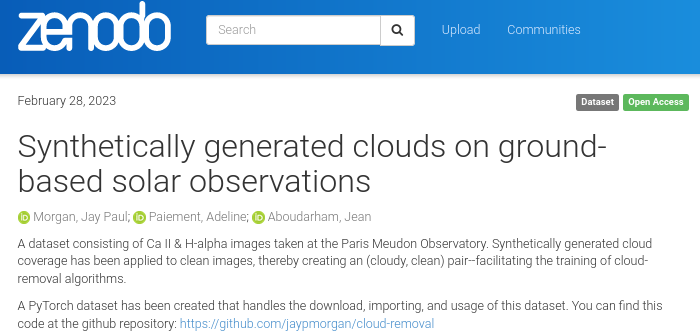 zenodo
Search
Upload
Communities
February 28, 2023
Dataset
Open Access
Synthetically generated clouds on ground-
based solar observations
iD Morgan, Jay Paul; iD Paiement, Adeline; iD Aboudarham, Jean
A dataset consisting of Ca II & H-alpha images taken at the Paris Meudon Observatory. Synthetically generated cloud
coverage has been applied to clean images, thereby creating an (cloudy, clean) pair--facilitating the training of cloud-
removal algorithms.
A PyTorch dataset has been created that handles the download, importing, and usage of this dataset. You can find this
code at the github repository: https://github.com/jaypmorgan/cloud-removal